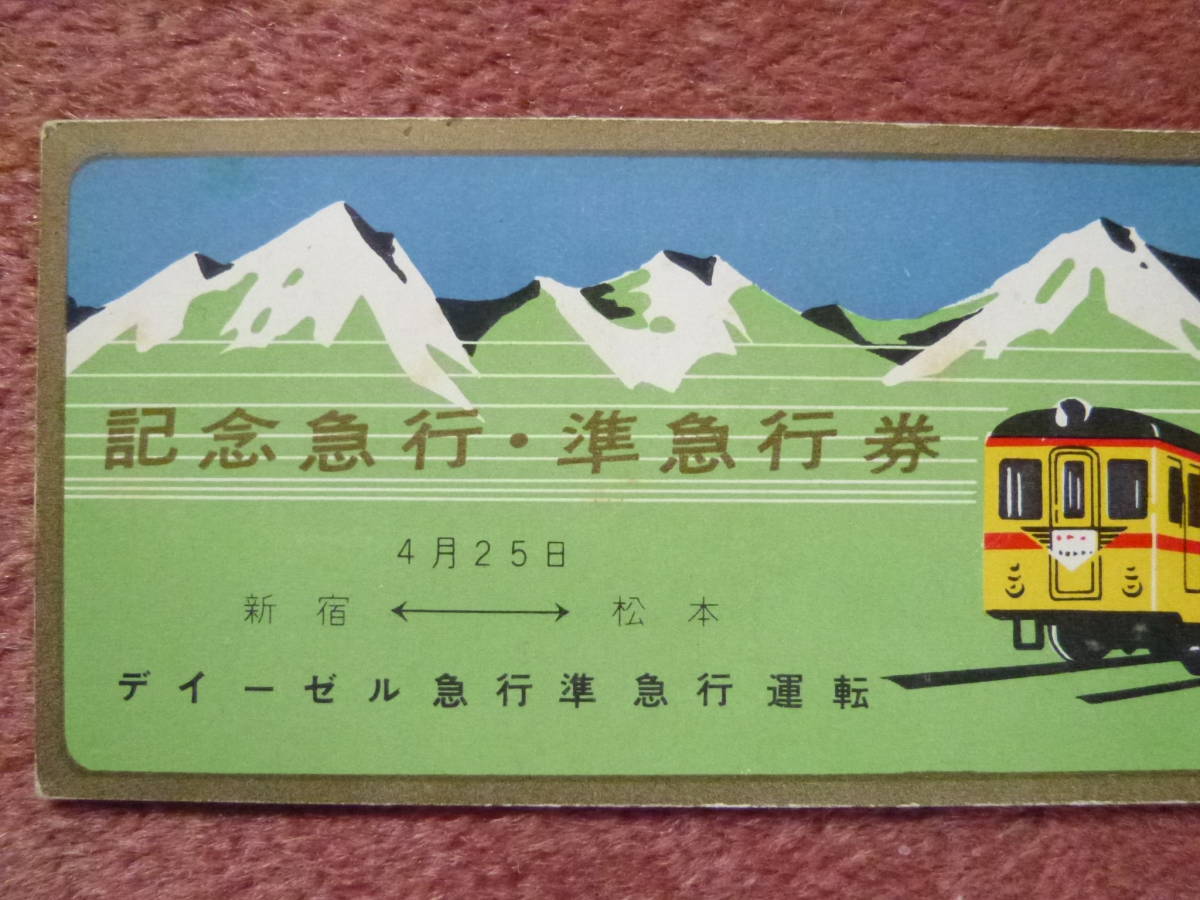 記念急行・準急行券
4月25日
新宿 ⟷ 松本
デイーゼル急行準急行運転